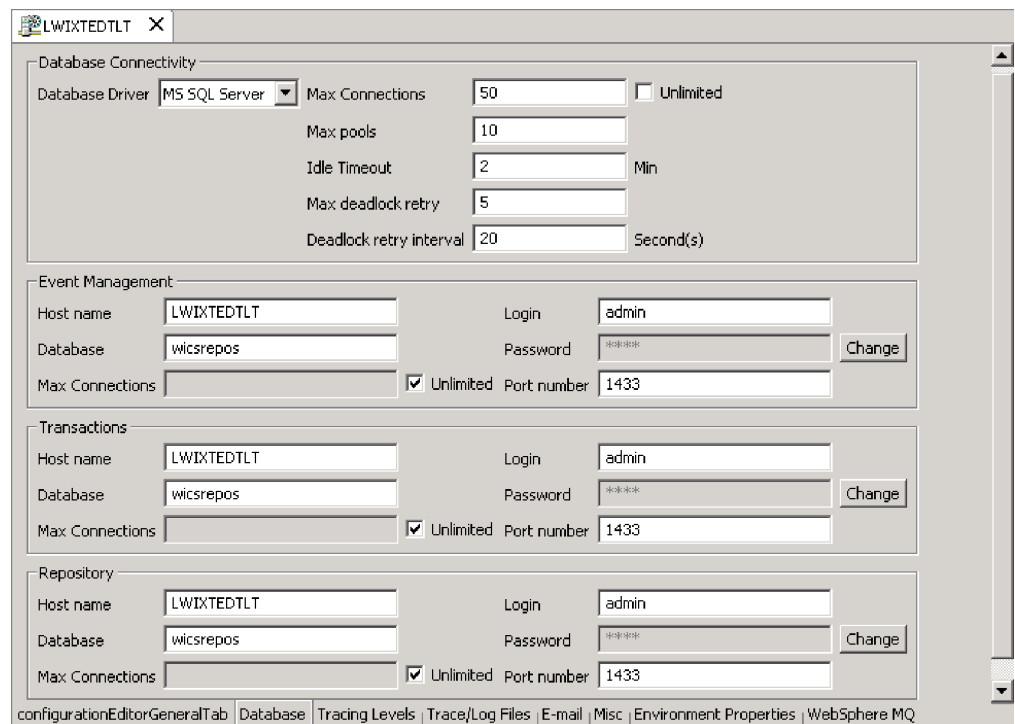 LWIXTEDTLT
Database Connectivity
Database Driver MS SQL Server Max Connections 50 Unlimited
Max pools 10
Idle Timeout 2 Min
Max deadlock retry 5
Deadlock retry interval 20 Second(s)
Event Management
Host name LWIXTEDTLT Login admin
Database wicsrepos Password **** Change
Max Connections Unlimited Port number 1433
Transactions
Host name LWIXTEDTLT Login admin
Database wicsrepos Password **** Change
Max Connections Unlimited Port number 1433
Repository
Host name LWIXTEDTLT Login admin
Database wicsrepos Password **** Change
Max Connections Unlimited Port number 1433
configurationEditorGeneralTab Database Tracing Levels Trace/Log Files E-mail Misc Environment Properties WebSphere MQ